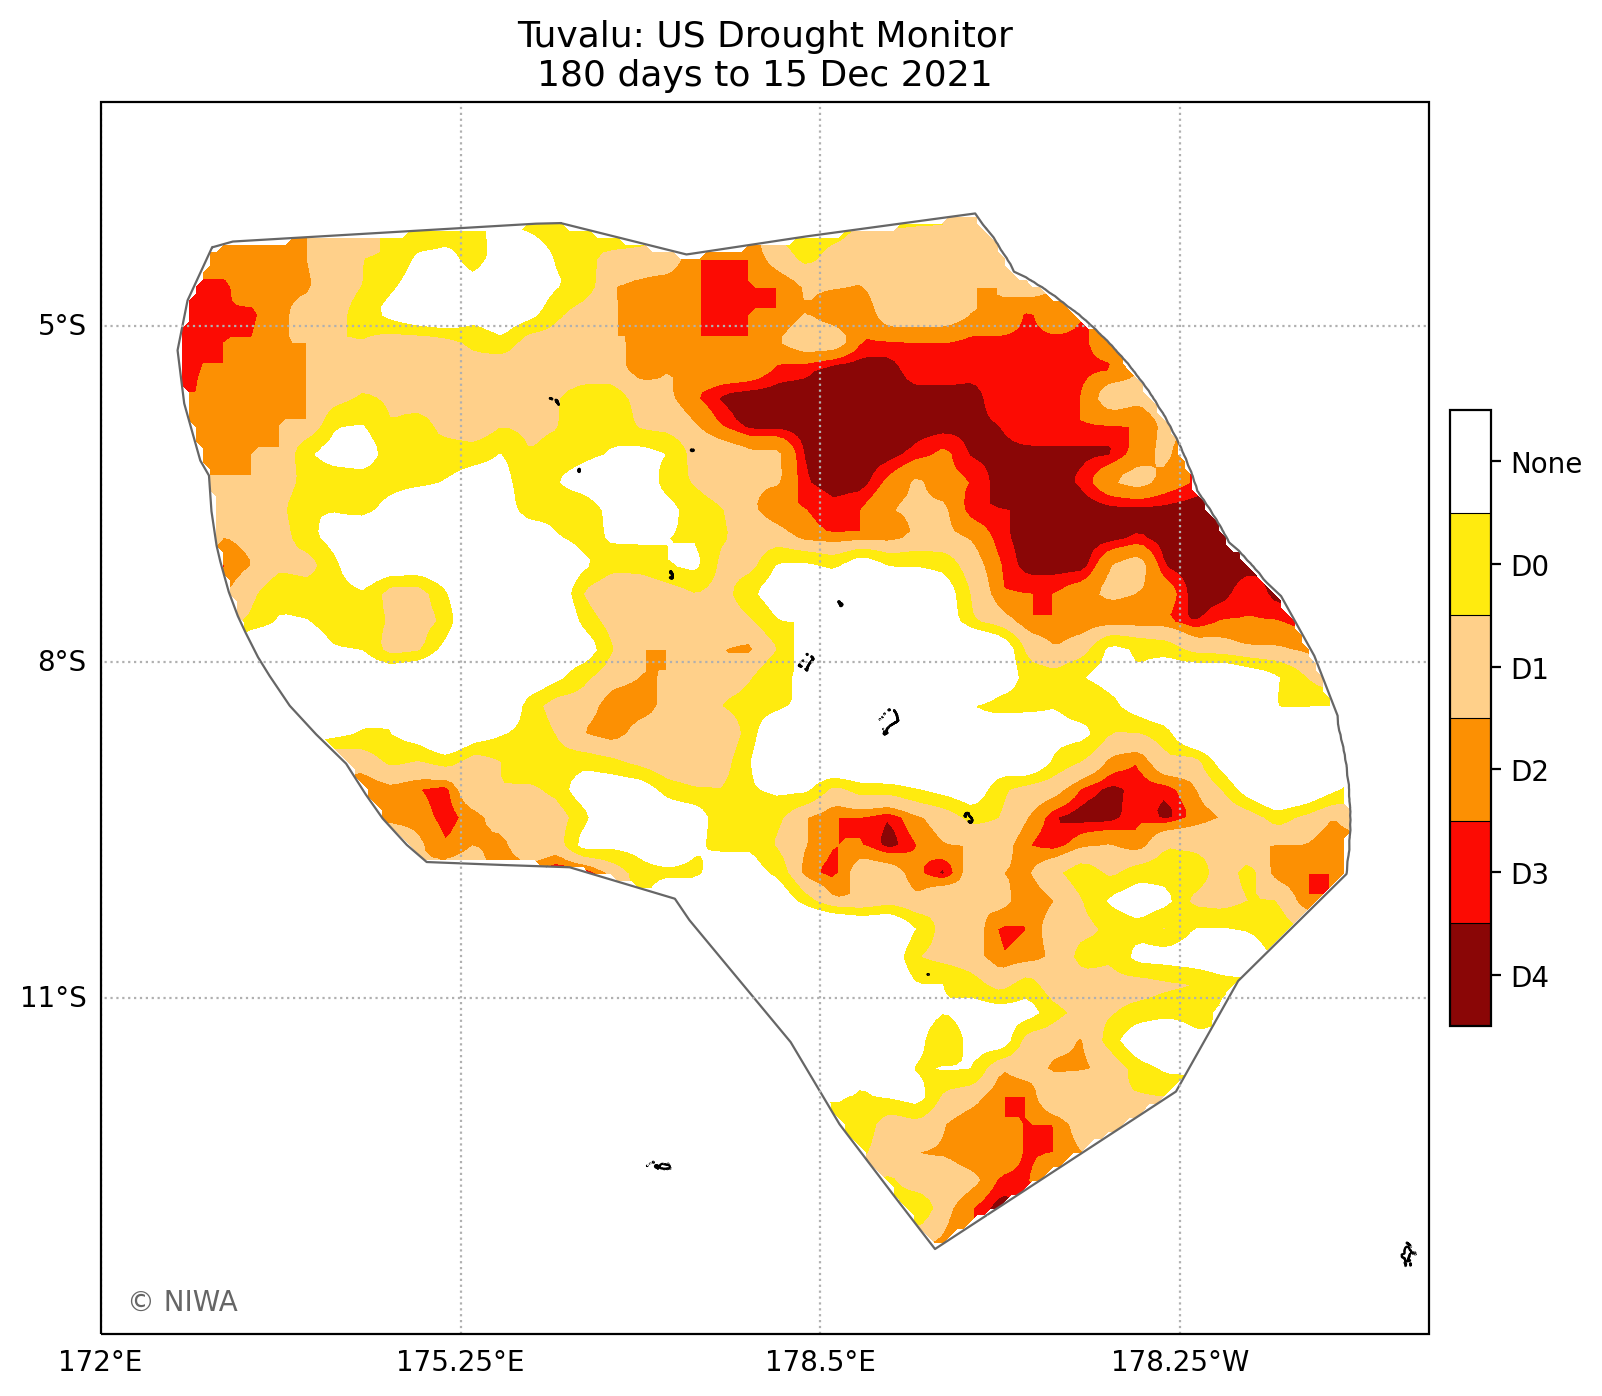 Tuvalu: US Drought Monitor
180 days to 15 Dec 2021
5°S
8°S
11°S
172°E
175.25°E
178.5°E
178.25°W
None
D0
D1
D2
D3
D4
© NIWA